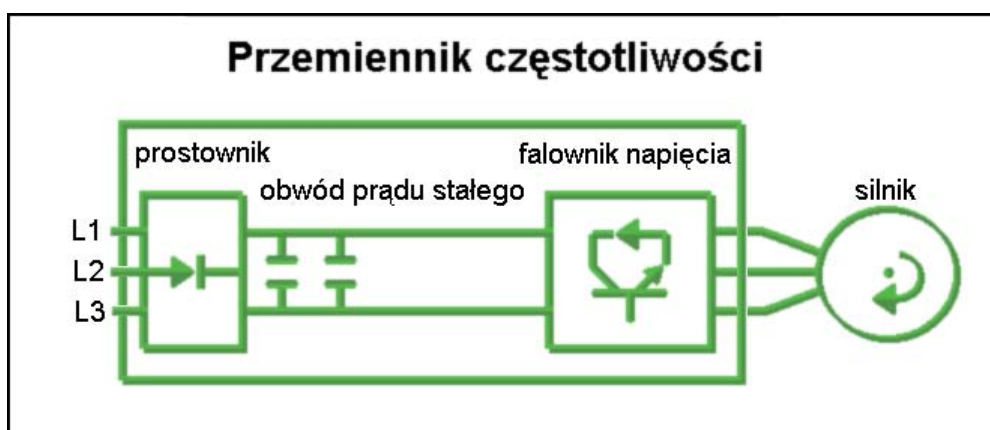 Przemiennik częstotliwości
prostownik
falownik napięcia
obwód prądu stałego
silnik
L1
L2
L3